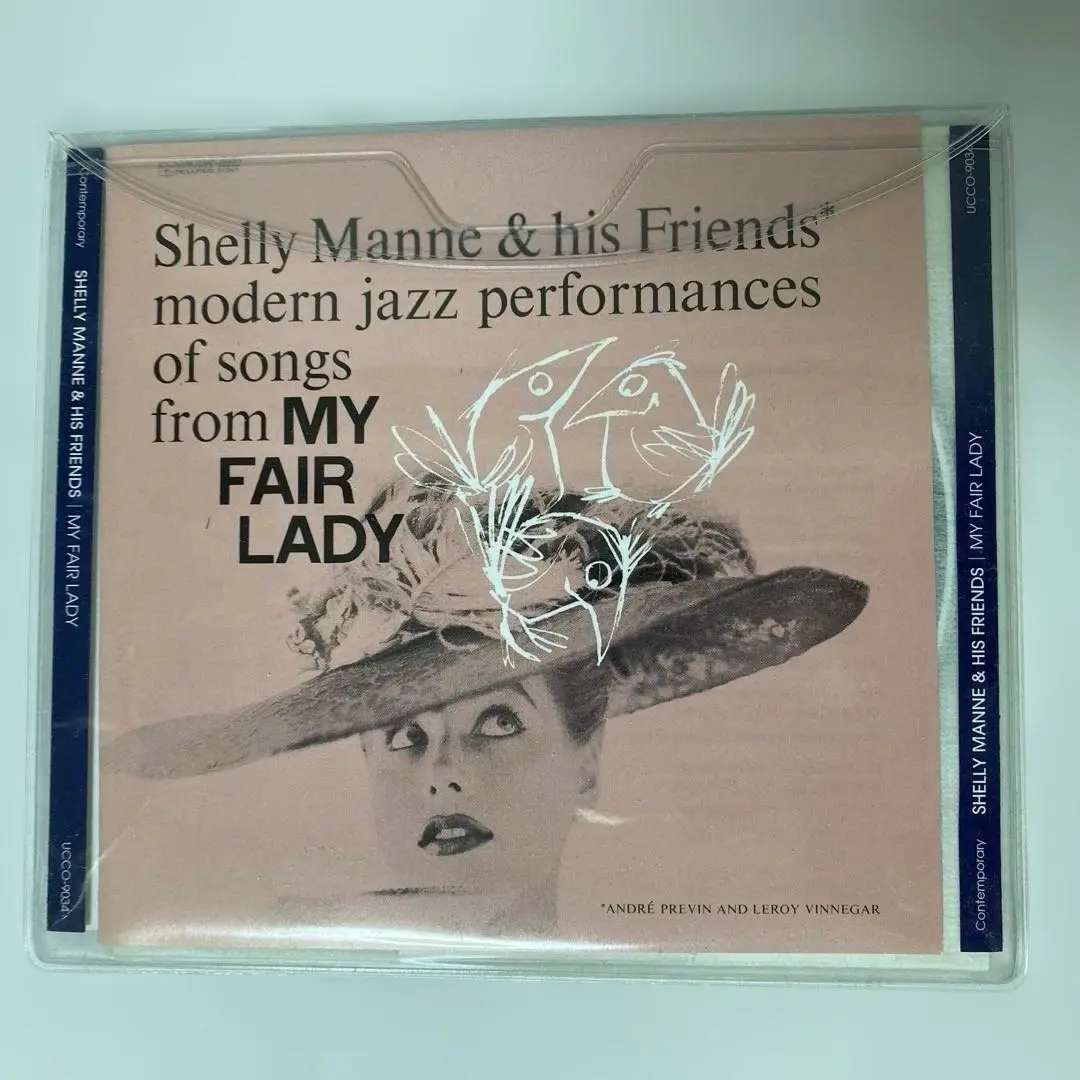 Shelly Manne & his Friends*
modern jazz performances
of songs
from MY
FAIR
LADY
*ANDRÉ PREVIN AND LEROY VINNEGAR
Contemporary
SHELLY MANNE & HIS FRIENDS | MY FAIR LADY
UCCO-9034
Contemporary
SHELLY MANNE & HIS FRIENDS | MY FAIR LADY
UCCO-9034